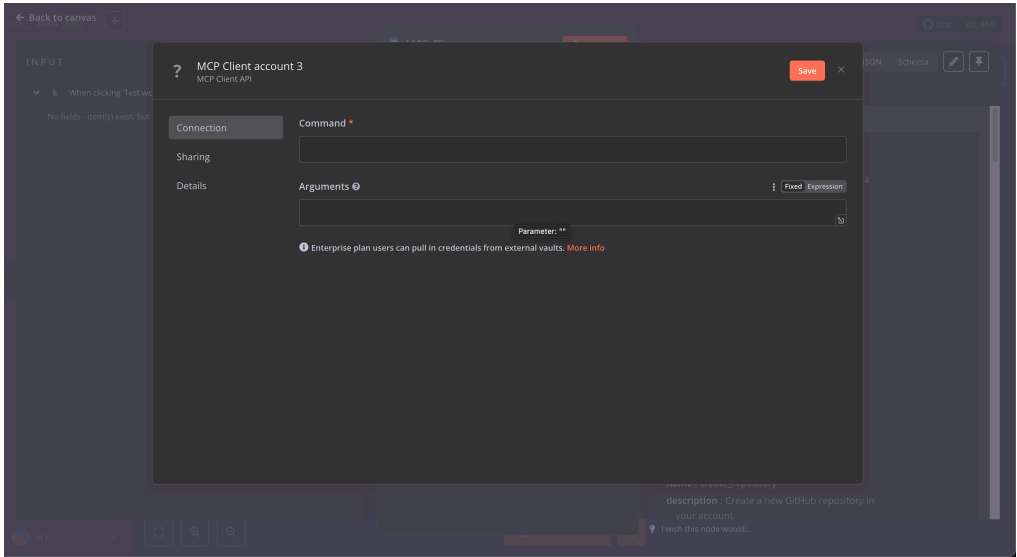 ← Back to canvas
Star
INPUT
JSON Schema
MCP Client account 3
MCP Client API
Save
When clicking 'Test wo
No fields - item(s) exist, but
Connection
Sharing
Details
Command *
Arguments
Fixed Expression
Parameter: ""
Enterprise plan users can pull in credentials from external vaults. More info
description : Create a new GitHub repository in
your account
I wish this node would...